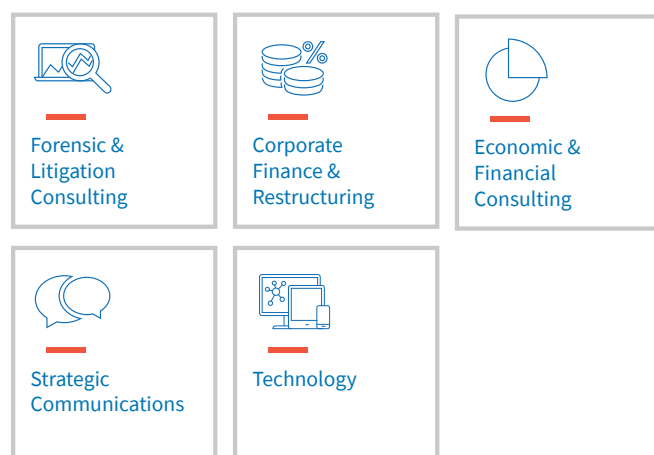 %
Forensic &
Litigation
Consulting
Corporate
Finance &
Restructuring
Economic &
Financial
Consulting
Strategic
Communications
Technology